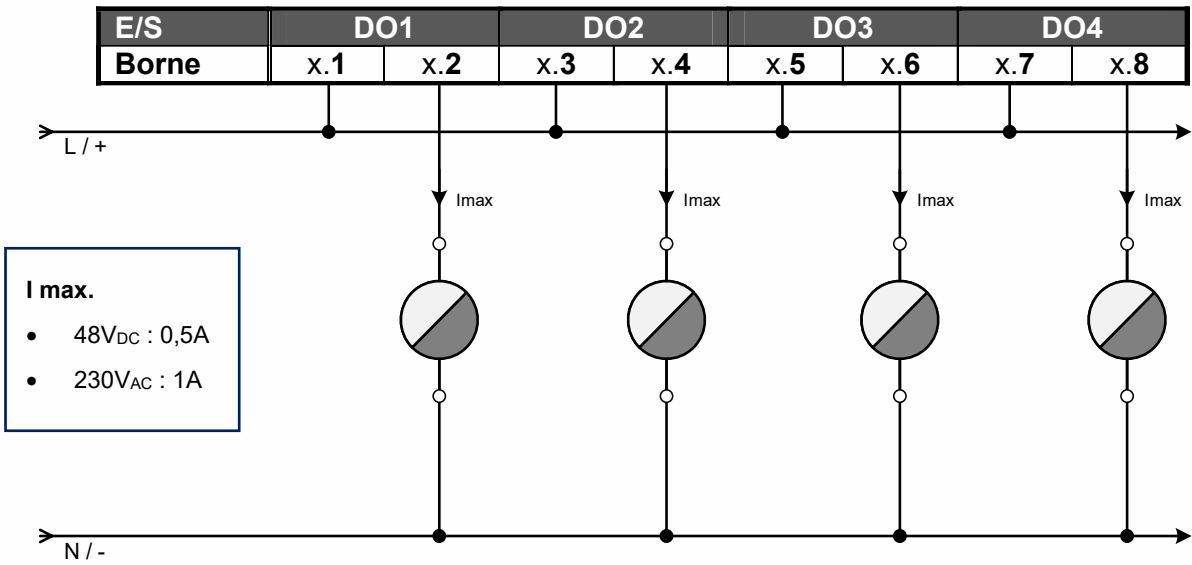 E/S DO1 DO2 DO3 DO4
Borne x.1 x.2 x.3 x.4 x.5 x.6 x.7 x.8
L / +
Imax Imax Imax Imax
I max.
• 48VDC : 0,5A
• 230VAC : 1A
N / -